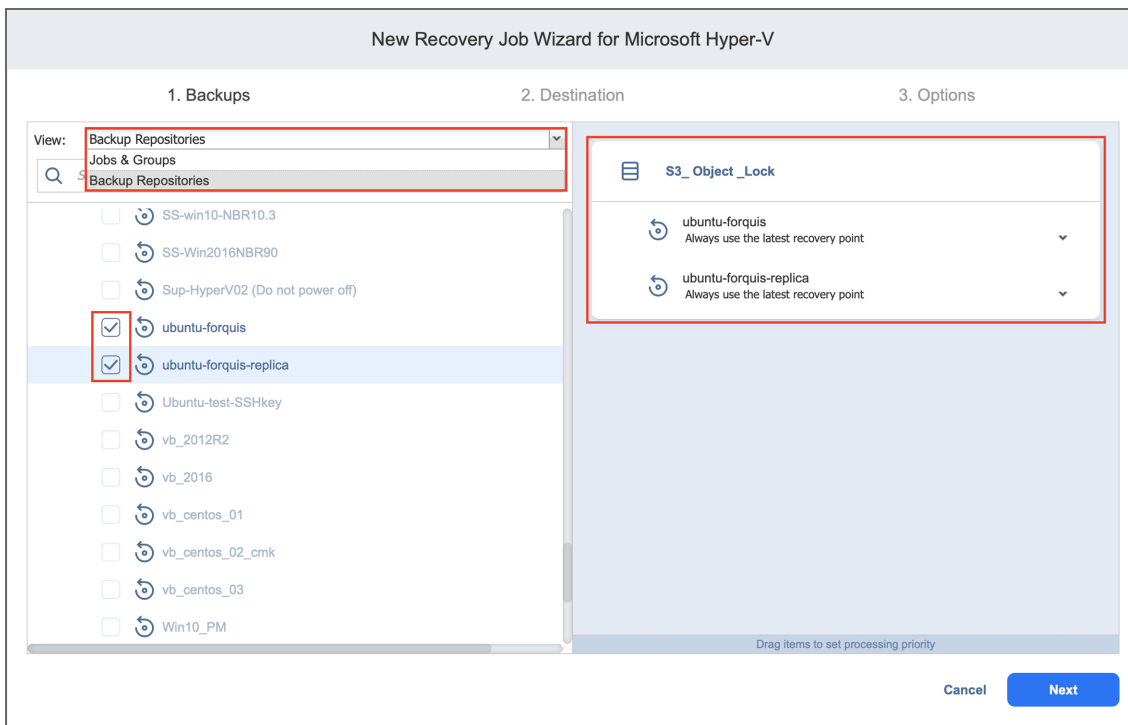 New Recovery Job Wizard for Microsoft Hyper-V
1. Backups
2. Destination
3. Options
View:
Backup Repositories
Jobs & Groups
Backup Repositories
SS-win10-NBR10.3
SS-Win2016NBR90
Sup-HyperV02 (Do not power off)
ubuntu-forquis
ubuntu-forquis-replica
Ubuntu-test-SSHkey
vb_2012R2
vb_2016
vb_centos_01
vb_centos_02_cmk
vb_centos_03
Win10_PM
S3_ Object _Lock
ubuntu-forquis
Always use the latest recovery point
ubuntu-forquis-replica
Always use the latest recovery point
Drag items to set processing priority
Cancel
Next